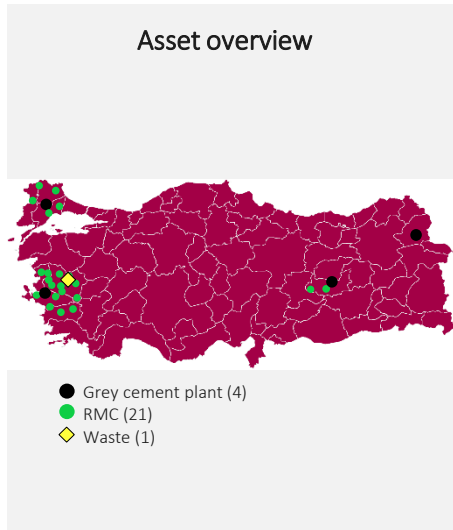 Asset overview
Grey cement plant (4)
RMC (21)
Waste (1)